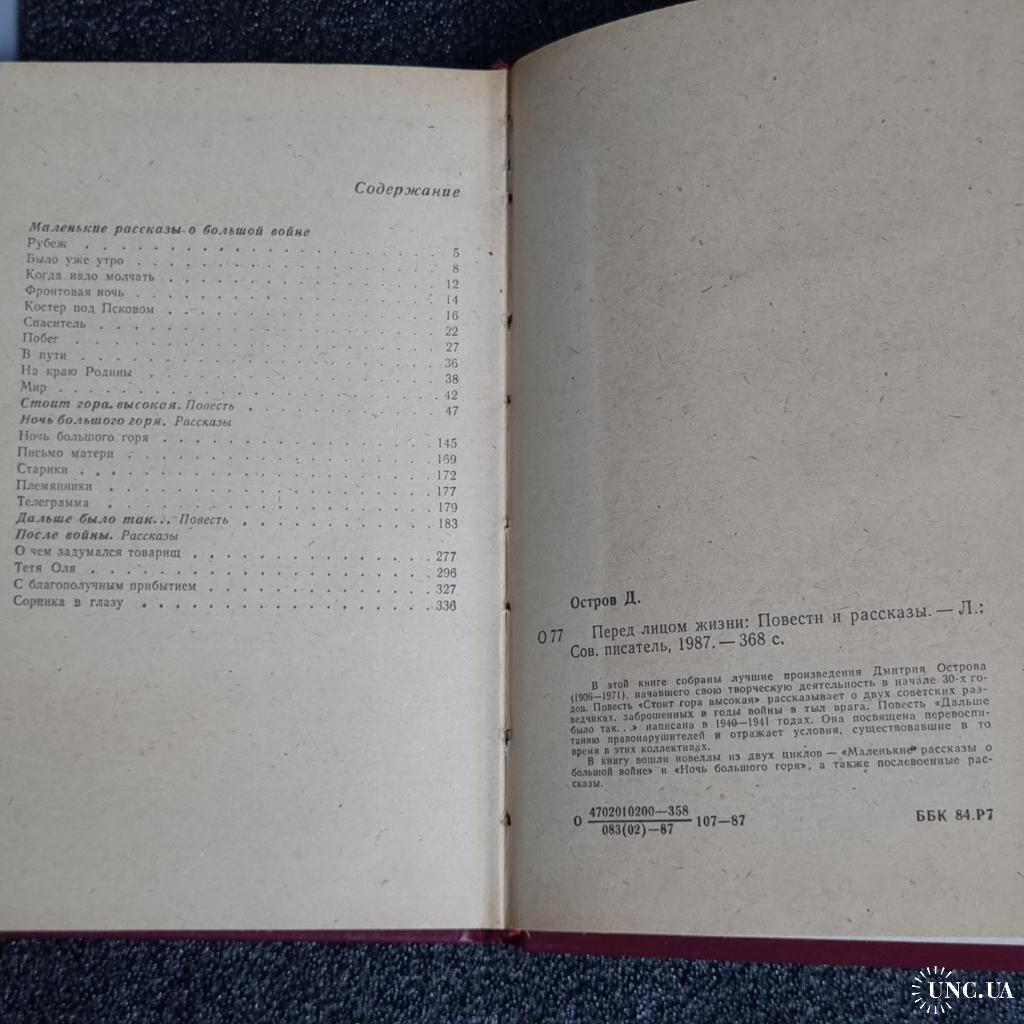 Содержание
Маленькие рассказы о большой войне
Рубеж . . . 5
Было уже утро . . . 8
Когда надо молчать . . . 12
Фронтовая ночь . . . 14
Костер под Псковом . . . 16
Спаситель . . . 22
Побег . . . 27
В пути . . . 36
На краю Родины . . . 38
Мир . . . 42
Стоит гора высокая. Повесть . . . 47
Ночь большого горя. Рассказы
Ночь большого горя . . . 145
Письмо матери . . . 169
Старики . . . 172
Племянники . . . 177
Телеграмма . . . 179
Дальше было так... Повесть . . . 183
После войны. Рассказы
О чем задумался товарищ . . . 277
Тетя Оля . . . 296
С благополучным прибытием . . . 327
Соринка в глазу . . . 336
Остров Д.
О 77 Перед лицом жизни: Повести и рассказы. — Л.:
Сов. писатель, 1987. — 368 с.
В этой книге собраны лучшие произведения Дмитрия Острова
(1906—1971), начавшего свою творческую деятельность в начале 30-х го-
дов. Повесть «Стоит гора высокая» рассказывает о двух советских раз-
ведчиках, заброшенных в годы войны в тыл врага. Повесть «Дальше
было так...» написана в 1940—1941 годах. Она посвящена перевоспи-
танию правонарушителей и отражает условия, существовавшие в то
время в этих коллективах.
В книгу вошли новеллы из двух циклов — «Маленькие рассказы о
большой войне» и «Ночь большого горя», а также послевоенные рас-
сказы.
О 4702010200—358 107—87
083(02)—87
ББК 84.Р7
UNC.UA